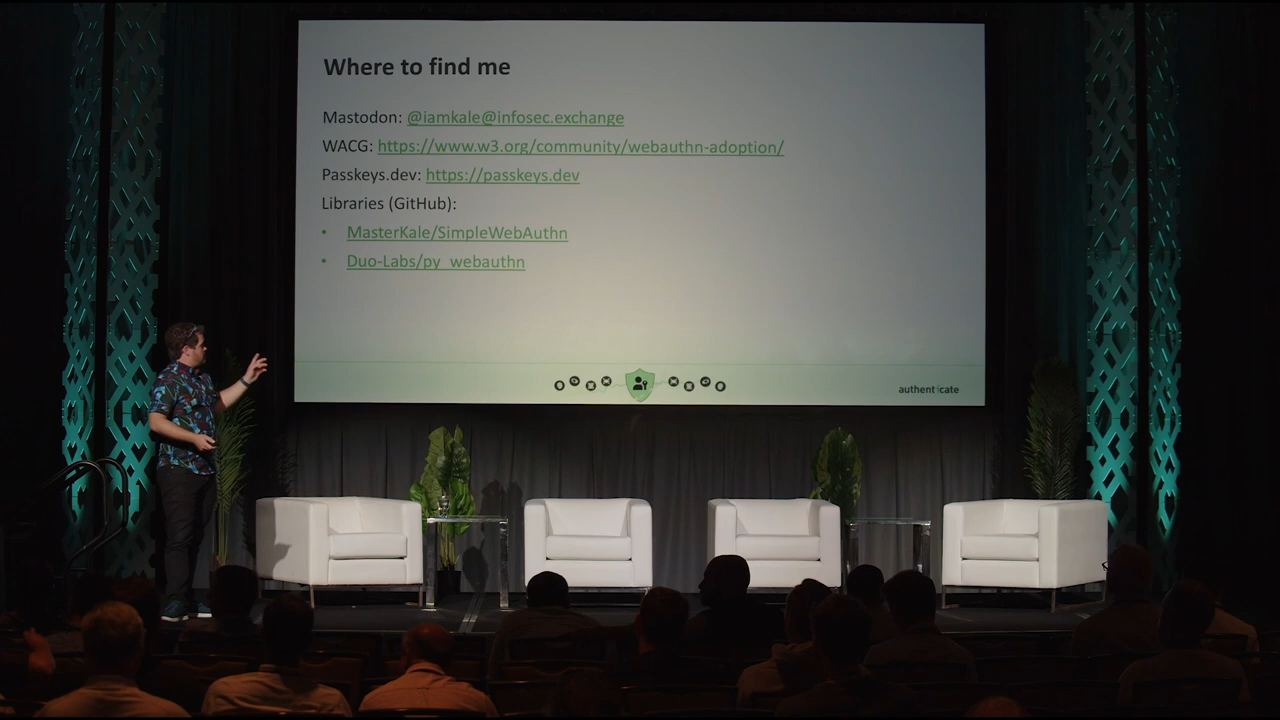 Where to find me
Mastodon: @iamkale@infosec.exchange
WACG: https://www.w3.org/community/webauthn-adoption/
Passkeys.dev: https://passkeys.dev
Libraries (GitHub):
• MasterKale/SimpleWebAuthn
• Duo-Labs/py_webauthn
authenticate